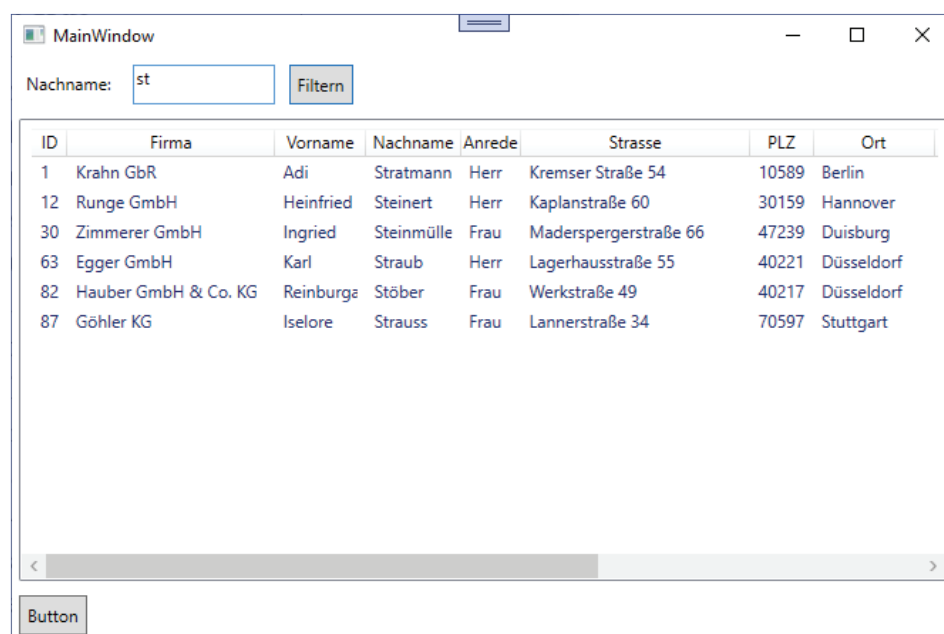 MainWindow
Nachname: st Filtern
ID Firma Vorname Nachname Anrede Strasse PLZ Ort
1 Krahn GbR Adi Stratmann Herr Kremser Straße 54 10589 Berlin
12 Runge GmbH Heinfried Steinert Herr Kaplanstraße 60 30159 Hannover
30 Zimmerer GmbH Ingried Steinmülle Frau Maderspergerstraße 66 47239 Duisburg
63 Egger GmbH Karl Straub Herr Lagerhausstraße 55 40221 Düsseldorf
82 Hauber GmbH & Co. KG Reinburga Stöber Frau Werkstraße 49 40217 Düsseldorf
87 Göhler KG Iselore Strauss Frau Lannerstraße 34 70597 Stuttgart
Button